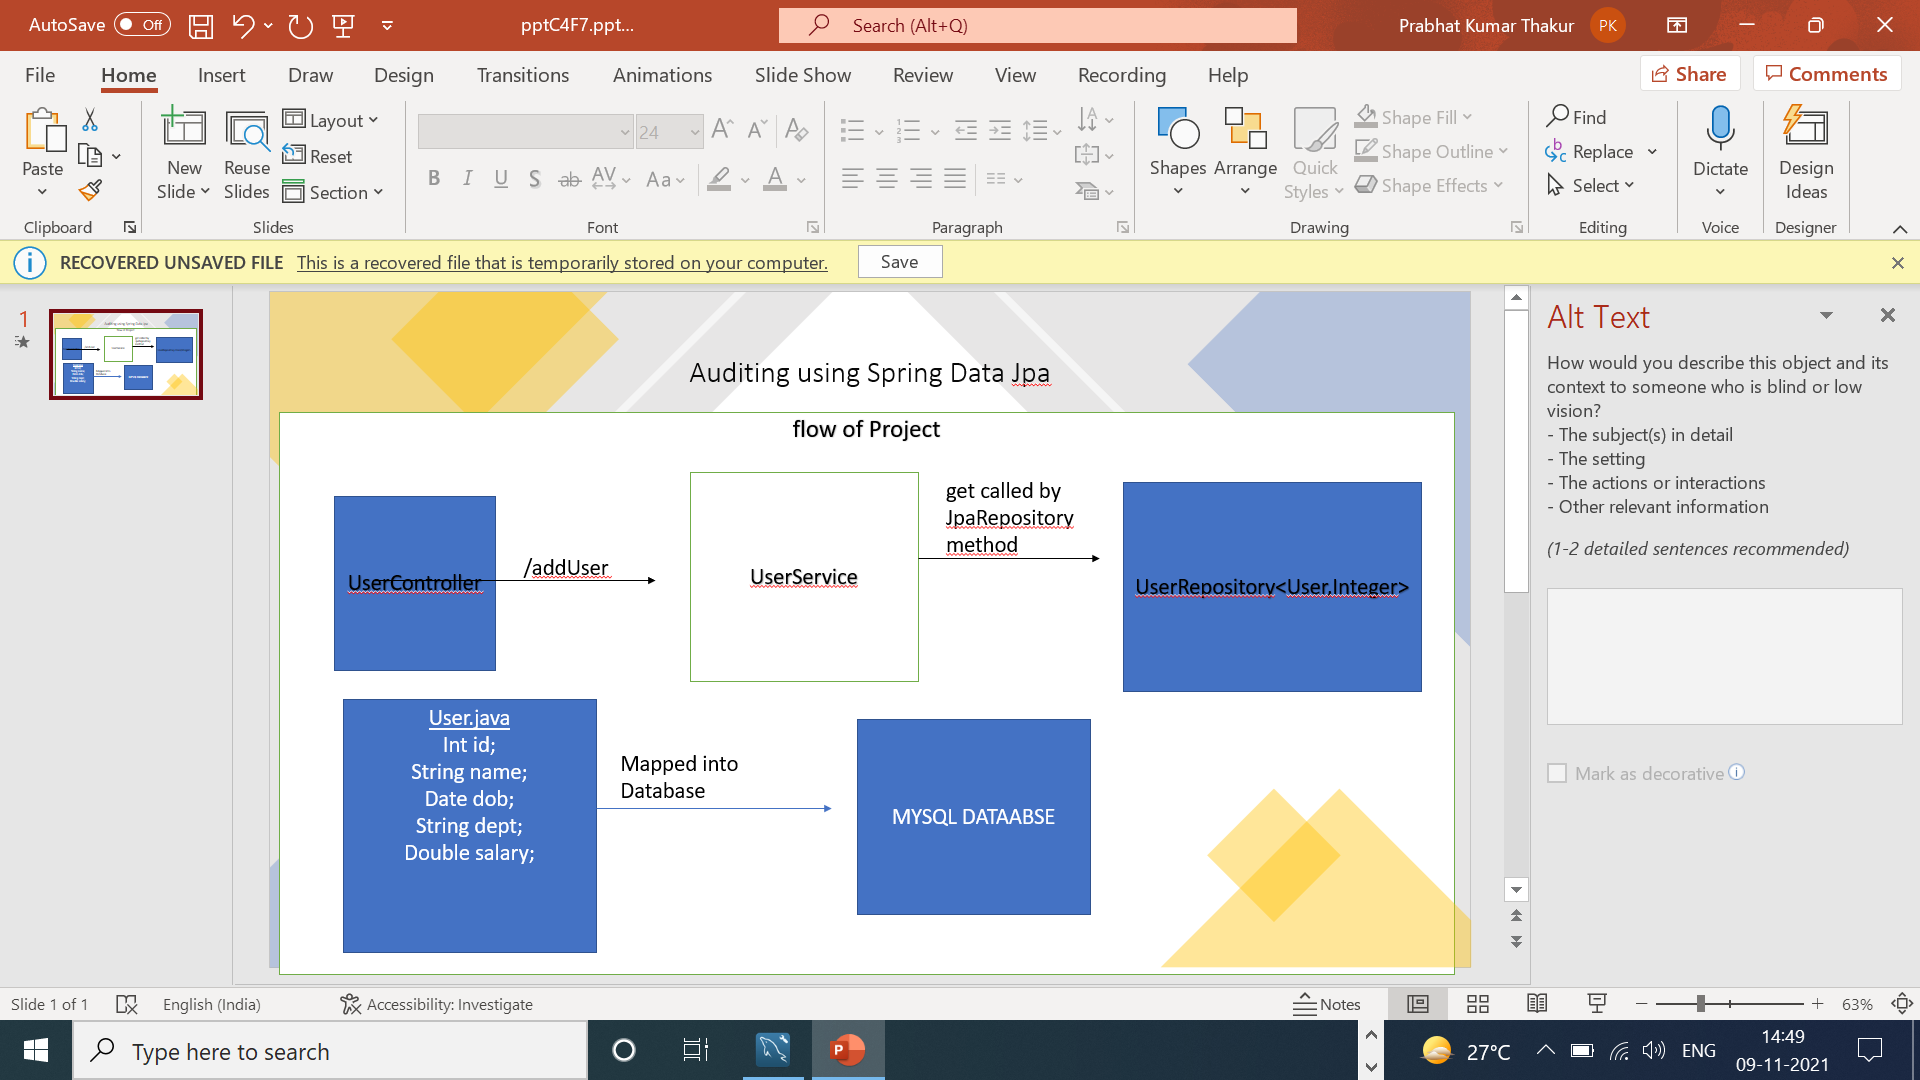 AutoSave Off pptC4F7.ppt... Search (Alt+Q) Prabhat Kumar Thakur PK
File Home Insert Draw Design Transitions Animations Slide Show Review View Recording Help Share Comments
Paste
New Slide
Reuse Slides
Layout
Reset
Section
24
B I U S ab AV Aa A
Shapes
Arrange
Quick Styles
Shape Fill
Shape Outline
Shape Effects
Find
Replace
Select
Dictate
Design Ideas
Clipboard Slides Font Paragraph Drawing Editing Voice Designer
RECOVERED UNSAVED FILE This is a recovered file that is temporarily stored on your computer. Save
1
Auditing using Spring Data Jpa
flow of Project
UserController
/addUser
UserService
get called by
JpaRepository
method
UserRepository<User,Integer>
User.java
Int id;
String name;
Date dob;
String dept;
Double salary;
Mapped into
Database
MYSQL DATAABSE
Alt Text
How would you describe this object and its
context to someone who is blind or low
vision?
- The subject(s) in detail
- The setting
- The actions or interactions
- Other relevant information
(1-2 detailed sentences recommended)
Mark as decorative
Slide 1 of 1 English (India) Accessibility: Investigate Notes 63%
Type here to search
P
27°C ENG 14:49
09-11-2021